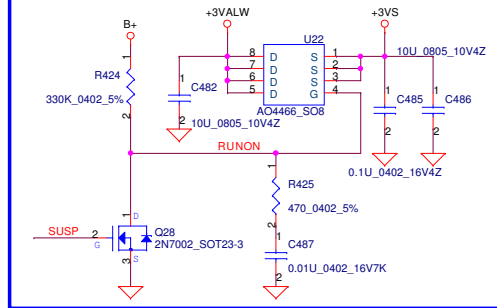 B+
+3VALW
+3VS
U22
8 D S 1
7 D S 2
6 D S 3
5 D G 4
AO4466_SO8
1
R424
330K_0402_5%
2
1
C482
2
10U_0805_10V4Z
10U_0805_10V4Z
1
C485
2
1
C486
2
0.1U_0402_16V4Z
RUNON
1
R425
470_0402_5%
2
1
C487
2
0.01U_0402_16V7K
SUSP
2
G
1
D
Q28
2N7002_SOT23-3
3
S